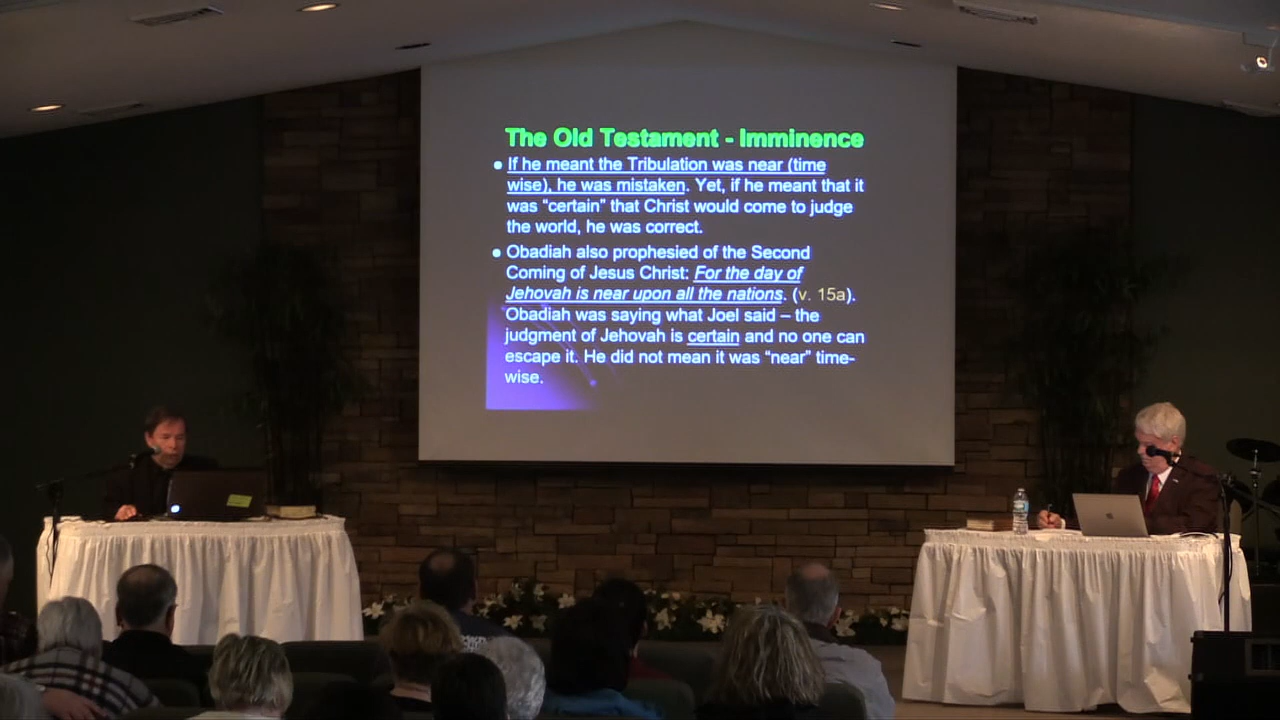 The Old Testament - Imminence
• If he meant the Tribulation was near (time
wise), he was mistaken. Yet, if he meant that it
was “certain” that Christ would come to judge
the world, he was correct.
• Obadiah also prophesied of the Second
Coming of Jesus Christ: For the day of
Jehovah is near upon all the nations. (v. 15a).
Obadiah was saying what Joel said – the
judgment of Jehovah is certain and no one can
escape it. He did not mean it was “near” time-
wise.